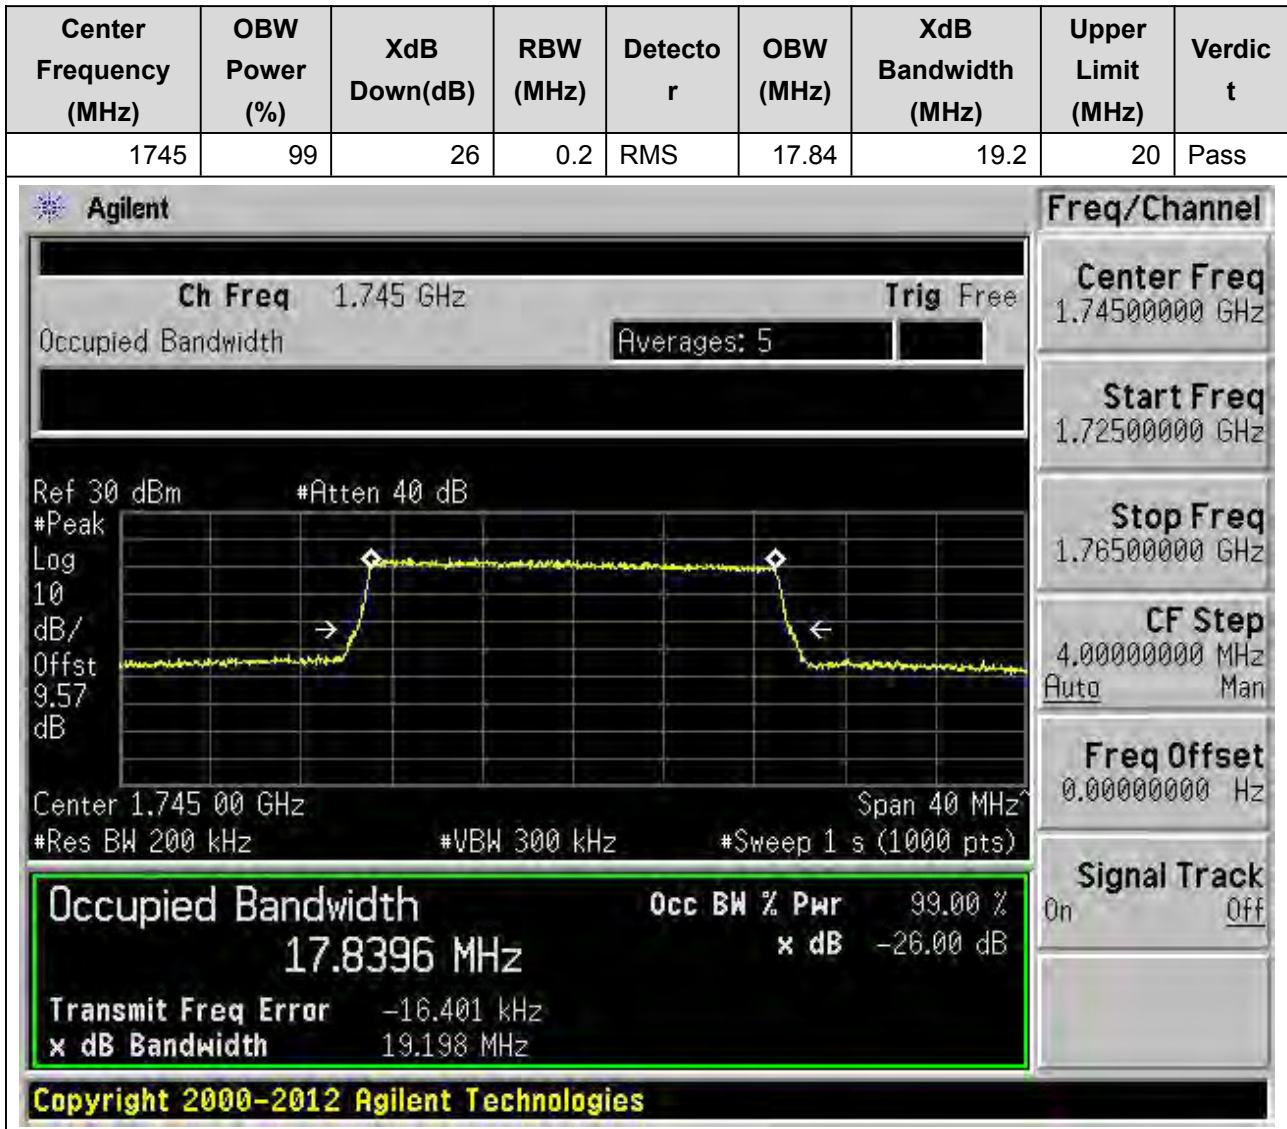 Center Frequency (MHz) OBW Power (%) XdB Down(dB) RBW (MHz) Detecto r OBW (MHz) XdB Bandwidth (MHz) Upper Limit (MHz) Verdic t
1745 99 26 0.2 RMS 17.84 19.2 20 Pass
Agilent
Freq/Channel
Ch Freq 1.745 GHz Trig Free
Occupied Bandwidth Averages: 5
Center Freq
1.74500000 GHz
Start Freq
1.72500000 GHz
Stop Freq
1.76500000 GHz
CF Step
4.00000000 MHz
Auto Man
Freq Offset
0.00000000 Hz
Signal Track
On Off
Ref 30 dBm #Atten 40 dB
#Peak
Log
10
dB/
Offst
9.57
dB
Center 1.745 00 GHz Span 40 MHz^
#Res BW 200 kHz #VBW 300 kHz #Sweep 1 s (1000 pts)
Occupied Bandwidth Occ BW % Pwr 99.00 %
17.8396 MHz x dB -26.00 dB
Transmit Freq Error -16.401 kHz
x dB Bandwidth 19.198 MHz
Copyright 2000-2012 Agilent Technologies